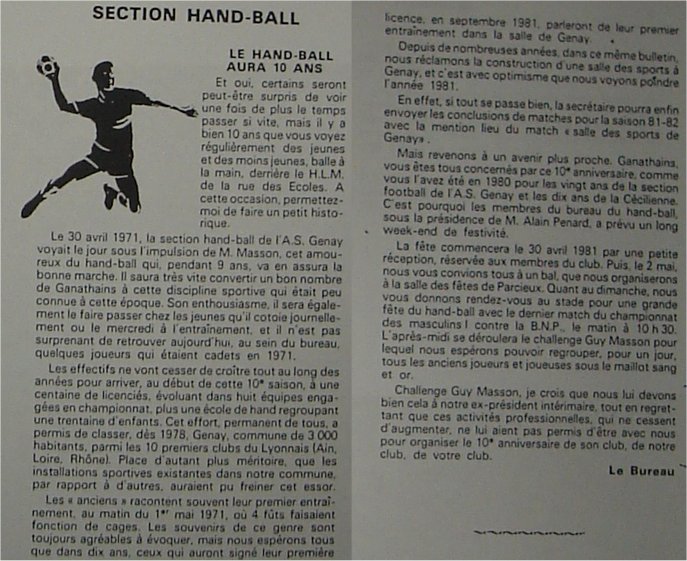 SECTION HAND-BALL
LE HAND-BALL
AURA 10 ANS
Et oui, certains seront
peut-être surpris de voir
une fois de plus le temps
passer si vite, mais il y a
bien 10 ans que vous voyez
régulièrement des jeunes
et des moins jeunes, balle à
la main, derrière le H.L.M.
de la rue des Ecoles. A
cette occasion, permettez-
moi de faire un petit histo-
rique.
Le 30 avril 1971, la section hand-ball de l'A.S. Genay
voyait le jour sous l'impulsion de M. Masson, cet amou-
reux du hand-ball qui, pendant 9 ans, va en assura la
bonne marche. Il saura très vite convertir un bon nombre
de Ganathains à cette discipline sportive qui était peu
connue à cette époque. Son enthousiasme, il sera égale-
ment le faire passer chez les jeunes qu'il cotoie journelle-
ment ou le mercredi à l'entraînement, et il n'est pas
surprenant de retrouver aujourd'hui, au sein du bureau,
quelques joueurs qui étaient cadets en 1971.
Les effectifs ne vont cesser de croître tout au long des
années pour arriver, au début de cette 10e saison, à une
centaine de licenciés, évoluant dans huit équipes enga-
gées en championnat, plus une école de hand regroupant
une trentaine d'enfants. Cet effort, permanent de tous, a
permis de classer, dès 1978, Genay, commune de 3 000
habitants, parmi les 10 premiers clubs du Lyonnais (Ain,
Loire, Rhône). Place d'autant plus méritoire, que les
installations sportives existantes dans notre commune,
par rapport à d'autres, auraient pu freiner cet essor.
Les « anciens » racontent souvent leur premier entraî-
nement, au matin du 1er mai 1971, où 4 fûts faisaient
fonction de cages. Les souvenirs de ce genre sont
toujours agréables à évoquer, mais nous espérons tous
que dans dix ans, ceux qui auront signé leur première
licence, en septembre 1981, parleront de leur premier
entraînement dans la salle de Genay.
Depuis de nombreuses années, dans ce même bulletin,
nous réclamons la construction d'une salle des sports à
Genay, et c'est avec optimisme que nous voyons poindre
l'année 1981.
En effet, si tout se passe bien, la secrétaire pourra enfin
envoyer les conclusions de matches pour la saison 81-82
avec la mention lieu du match « salle des sports de
Genay» .
Mais revenons à un avenir plus proche. Ganathains,
vous êtes tous concernés par ce 10e anniversaire, comme
vous l'avez été en 1980 pour les vingt ans de la section
football de l'A.S. Genay et les dix ans de la Cécilienne.
C'est pourquoi les membres du bureau du hand-ball,
sous la présidence de M. Alain Penard, a prévu un long
week-end de festivité.
La fête commencera le 30 avril 1981 par une petite
réception, réservée aux membres du club. Puis, le 2 mai,
nous vous convions tous à un bal, que nous organiserons
à la salle des fêtes de Parcieux. Quant au dimanche, nous
vous donnons rendez-vous au stade pour une grande
fête du hand-ball avec le dernier match du championnat
des masculins I contre la B.N.P., le matin à 10 h 30.
L'après-midi se déroulera le challenge Guy Masson pour
lequel nous espérons pouvoir regrouper, pour un jour,
tous les anciens joueurs et joueuses sous le maillot sang
et or.
Challenge Guy Masson, je crois que nous lui devons
bien cela à notre ex-président intérimaire, tout en regret-
tant que ces activités professionnelles, qui ne cessent
d'augmenter, ne lui aient pas permis d'être avec nous
pour organiser le 10e anniversaire de son club, de notre
club, de votre club.
Le Bureau